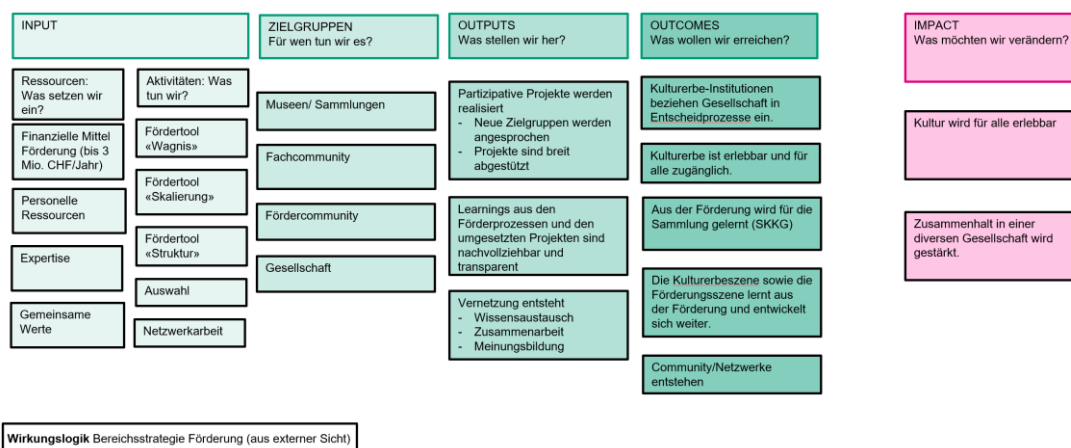 INPUT
Ressourcen:
Was setzen wir
ein?
Finanzielle Mittel
Förderung (bis 3
Mio. CHF/Jahr)
Personelle
Ressourcen
Expertise
Gemeinsame
Werte
Aktivitäten: Was
tun wir?
Fördertool
«Wagnis»
Fördertool
«Skalierung»
Fördertool
«Struktur»
Auswahl
Netzwerkarbeit
ZIELGRUPPEN
Für wen tun wir es?
Museen/ Sammlungen
Fachcommunity
Fördercommunity
Gesellschaft
OUTPUTS
Was stellen wir her?
Partizipative Projekte werden
realisiert
- Neue Zielgruppen werden
angesprochen
- Projekte sind breit
abgestützt
Learnings aus den
Förderprozessen und den
umgesetzten Projekten sind
nachvollziehbar und
transparent
Vernetzung entsteht
- Wissensaustausch
- Zusammenarbeit
- Meinungsbildung
OUTCOMES
Was wollen wir erreichen?
Kulturerbe-Institutionen
beziehen Gesellschaft in
Entscheidprozesse ein.
Kulturerbe ist erlebbar und für
alle zugänglich.
Aus der Förderung wird für die
Sammlung gelernt (SKKG)
Die Kulturerbeszene sowie die
Förderungsszene lernt aus
der Förderung und entwickelt
sich weiter.
Community/Netzwerke
entstehen
IMPACT
Was möchten wir verändern?
Kultur wird für alle erlebbar
Zusammenhalt in einer
diversen Gesellschaft wird
gestärkt.
Wirkungslogik Bereichsstrategie Förderung (aus externer Sicht)